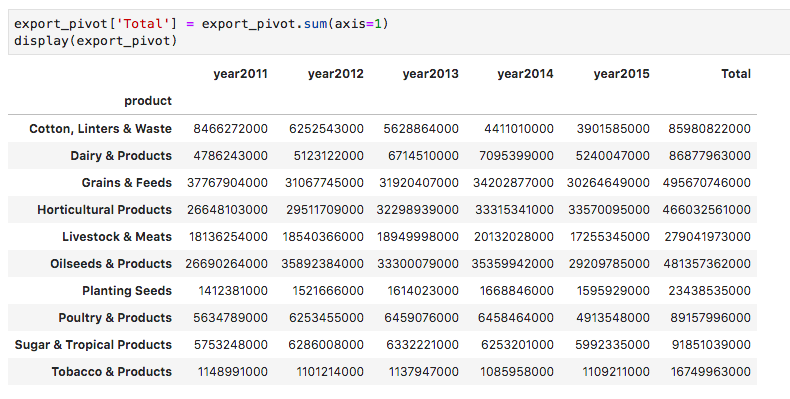 export_pivot['Total'] = export_pivot.sum(axis=1)
display(export_pivot)
year2011 year2012 year2013 year2014 year2015 Total
product
Cotton, Linters & Waste 8466272000 6252543000 5628864000 4411010000 3901585000 85980822000
Dairy & Products 4786243000 5123122000 6714510000 7095399000 5240047000 86877963000
Grains & Feeds 37767904000 31067745000 31920407000 34202877000 30264649000 495670746000
Horticultural Products 26648103000 29511709000 32298939000 33315341000 33570095000 466032561000
Livestock & Meats 18136254000 18540366000 18949998000 20132028000 17255345000 279041973000
Oilseeds & Products 26690264000 35892384000 33300079000 35359942000 29209785000 481357362000
Planting Seeds 1412381000 1521666000 1614023000 1668846000 1595929000 23438535000
Poultry & Products 5634789000 6253455000 6459076000 6458464000 4913548000 89157996000
Sugar & Tropical Products 5753248000 6286008000 6332221000 6253201000 5992335000 91851039000
Tobacco & Products 1148991000 1101214000 1137947000 1085958000 1109211000 16749963000